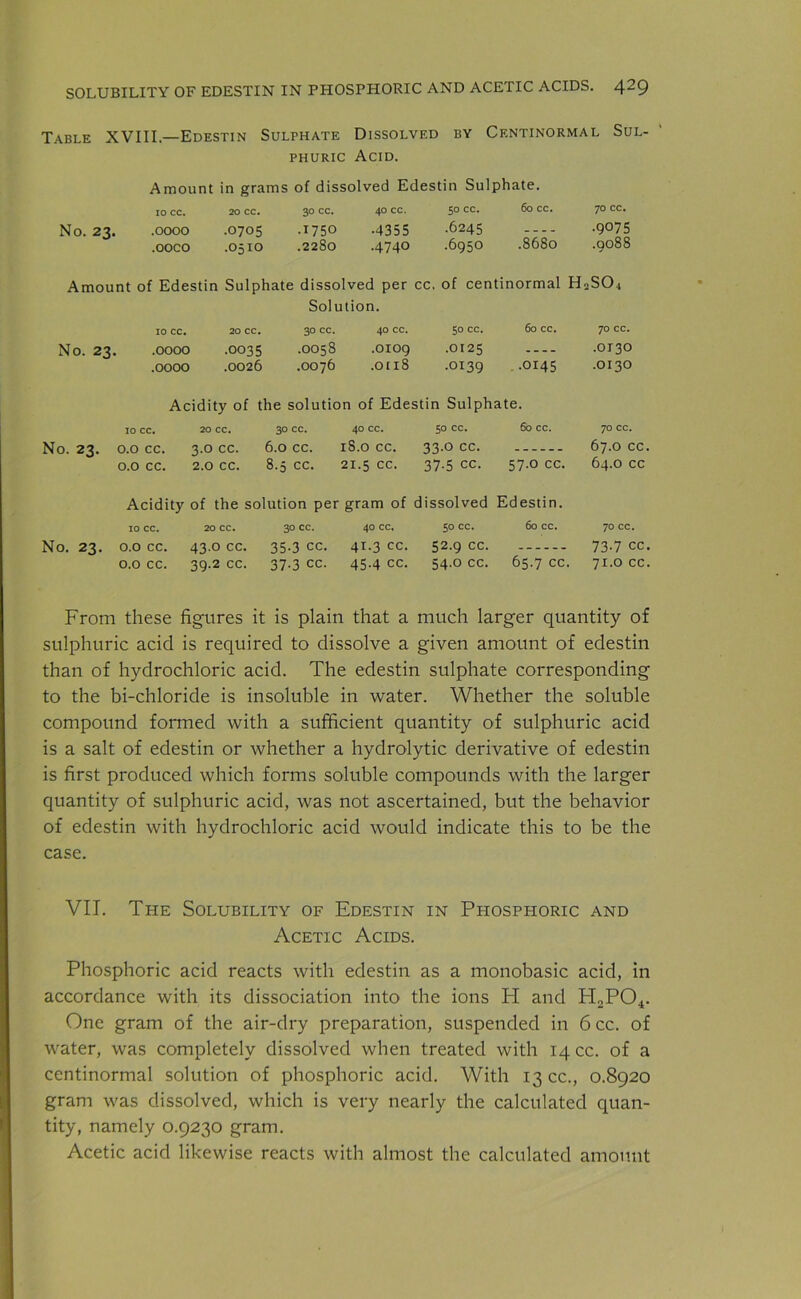 SOLUBILITY OF EDESTIN IN PHOSPHORIC AND ACETIC ACIDS. 429
TABLE XVIII.—EDESTIN SULPHATE DISSOLVED BY CENTINORMAL SUL-
PHURIC ACID.
Amount in grams of dissolved Edestin Sulphate.
10 cc. 20 cc. 30 cc. 40 cc. 50 cc. 60 cc. 70 cc.
No. 23. .0000 .0705 .1750 .4355 .6245 ---- .9075
.0000 .0510 .2280 .4740 .6950 .8680 .9088
Amount of Edestin Sulphate dissolved per cc. of centinormal H₂SO₄
Solution.
10 cc. 20 cc. 30 cc. 40 cc. 50 cc. 60 cc. 70 cc.
No. 23. .0000 .0035 .0058 .0109 .0125 ---- .0130
.0000 .0026 .0076 .0118 .0139 .0145 .0130
Acidity of the solution of Edestin Sulphate.
10 cc. 20 cc. 30 cc. 40 cc. 50 cc. 60 cc. 70 cc.
No. 23. 0.0 cc. 3.0 cc. 6.0 cc. 18.0 cc. 33.0 cc. ------ 67.0 cc.
0.0 cc. 2.0 cc. 8.5 cc. 21.5 cc. 37.5 cc. 57.0 cc. 64.0 cc
Acidity of the solution per gram of dissolved Edestin.
10 cc. 20 cc. 30 cc. 40 cc. 50 cc. 60 cc. 70 cc.
No. 23. 0.0 cc. 43.0 cc. 35.3 cc. 41.3 cc. 52.9 cc. ------ 73.7 cc.
0.0 cc. 39.2 cc. 37.3 cc. 45.4 cc. 54.0 cc. 65.7 cc. 71.0 cc.
From these figures it is plain that a much larger quantity of
sulphuric acid is required to dissolve a given amount of edestin
than of hydrochloric acid. The edestin sulphate corresponding
to the bi-chloride is insoluble in water. Whether the soluble
compound formed with a sufficient quantity of sulphuric acid
is a salt of edestin or whether a hydrolytic derivative of edestin
is first produced which forms soluble compounds with the larger
quantity of sulphuric acid, was not ascertained, but the behavior
of edestin with hydrochloric acid would indicate this to be the
case.
VII. THE SOLUBILITY OF EDESTIN IN PHOSPHORIC AND
ACETIC ACIDS.
Phosphoric acid reacts with edestin as a monobasic acid, in
accordance with its dissociation into the ions H and H₂PO₄.
One gram of the air-dry preparation, suspended in 6 cc. of
water, was completely dissolved when treated with 14 cc. of a
centinormal solution of phosphoric acid. With 13 cc., 0.8920
gram was dissolved, which is very nearly the calculated quan-
tity, namely 0.9230 gram.
Acetic acid likewise reacts with almost the calculated amount